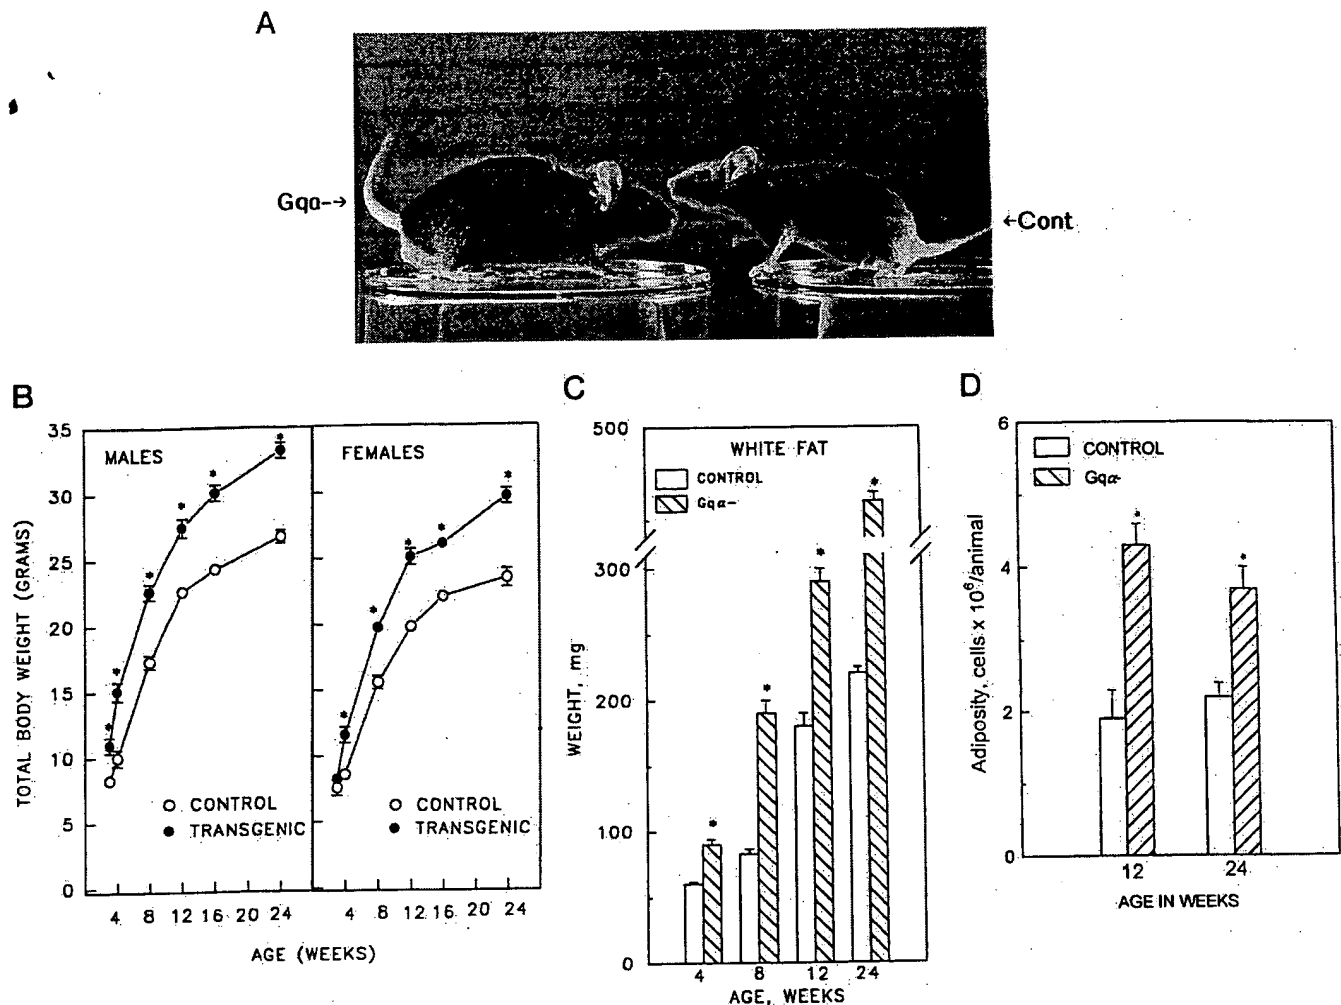 A
Gqα-→
←Cont
B
35
30
25
20
15
10
5
0
TOTAL BODY WEIGHT (GRAMS)
MALES
FEMALES
* * * * * *
* * * * *
○ CONTROL
● TRANSGENIC
○ CONTROL
● TRANSGENIC
4 8 12 16 20 24
4 8 12 16 20 24
AGE (WEEKS)
C
500
300
200
100
0
WEIGHT, mg
WHITE FAT
CONTROL
Gqα-
* * *
4 8 12 24
AGE, WEEKS
D
6
4
2
0
Adiposity, cells x 10⁶/animal
CONTROL
Gqα-
* *
12 24
AGE IN WEEKS